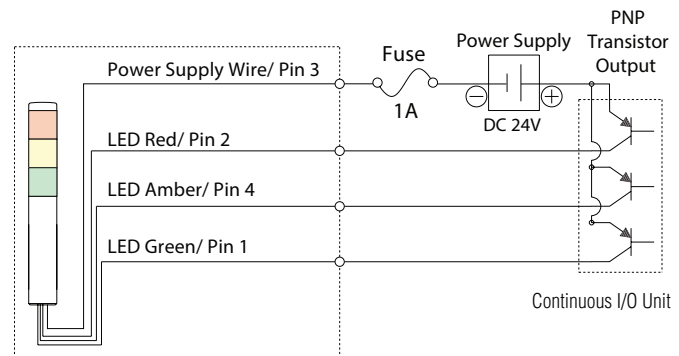 PNP
Transistor
Output
Power Supply
Fuse
Power Supply Wire/ Pin 3
1A
DC 24V
LED Red/ Pin 2
LED Amber/ Pin 4
LED Green/ Pin 1
Continuous I/O Unit